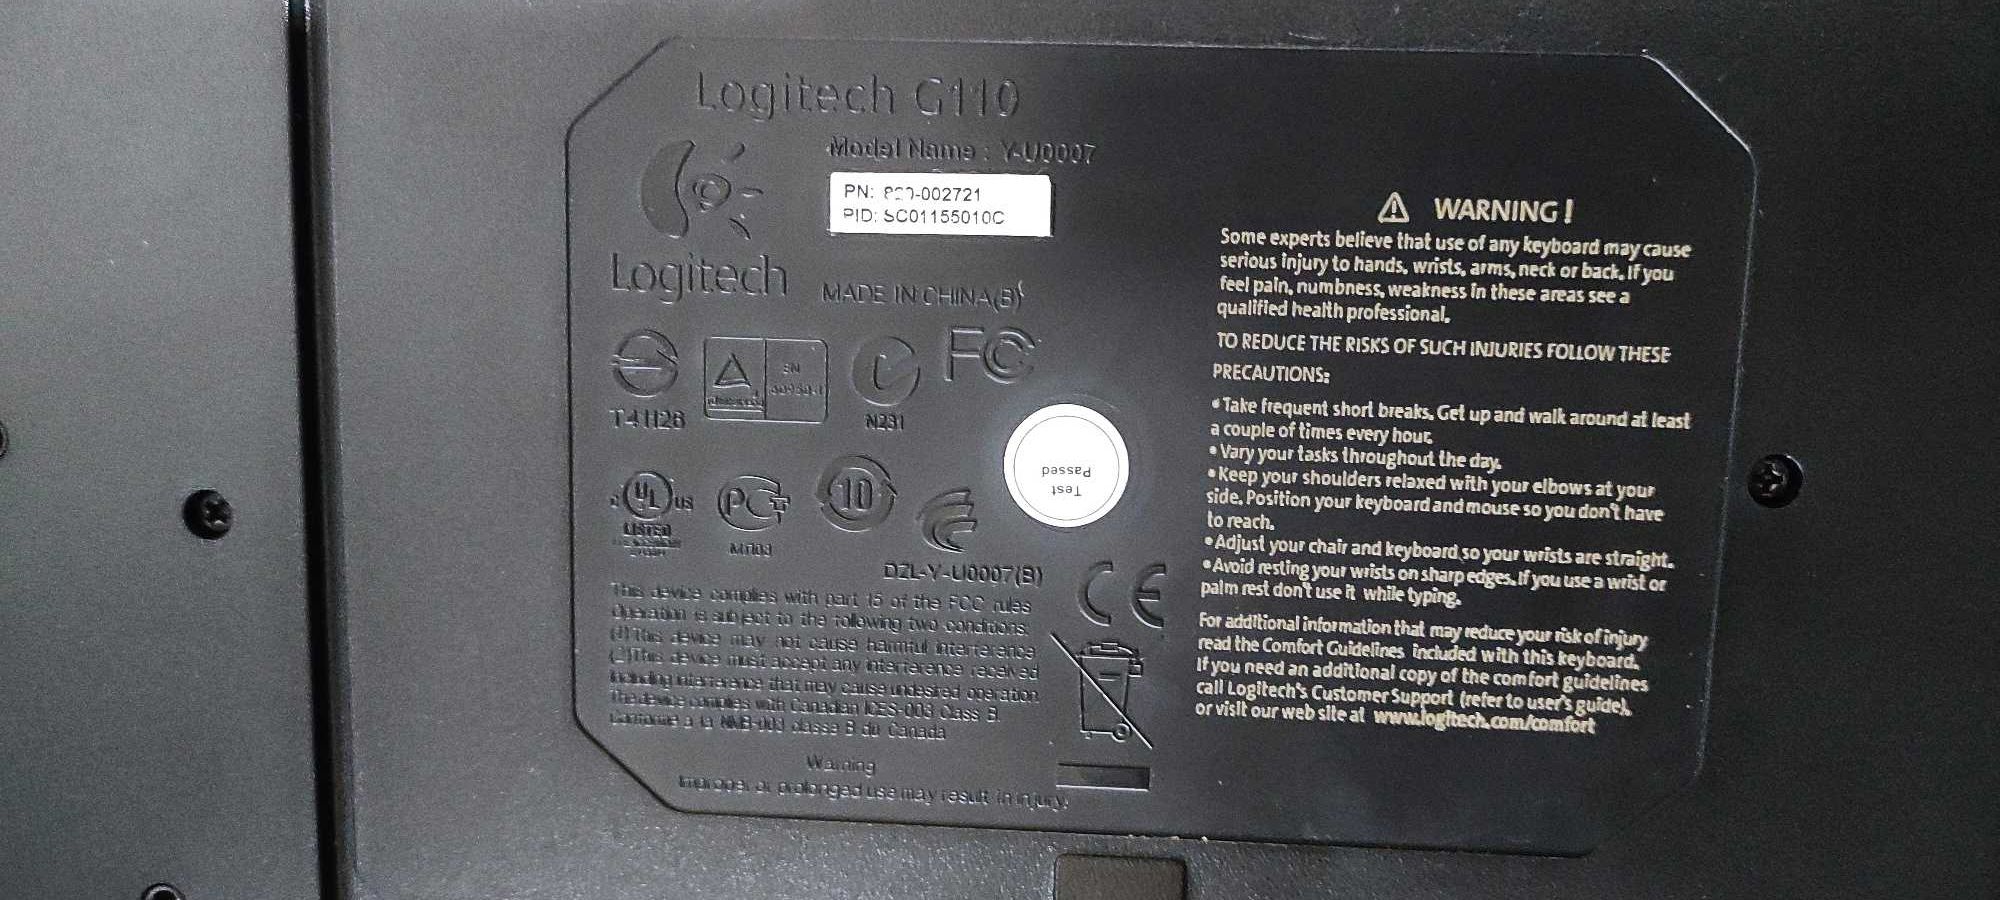 Logitech G110
Model Name : Y-U0007
PN: 820-002721
PID: SC01155010C
Logitech
MADE IN CHINA(B)
FC
T41126
EN
N231
UL US
LISTED
10
Test
Passed
DZL-Y-U0007(B)
CE
This device complies with part 15 of the FCC rules
Operation is subject to the following two conditions:
(1)This device may not cause harmful interference
(2)This device must accept any interference received
including interference that may cause undesired operation
The device complies with Canadian ICES-003 Class B.
Conforme a la NMB-003 classe B du Canada
Warning
Improper or prolonged use may result in injury.
WARNING!
Some experts believe that use of any keyboard may cause
serious injury to hands, wrists, arms, neck or back. If you
feel pain, numbness, weakness in these areas see a
qualified health professional.
TO REDUCE THE RISKS OF SUCH INJURIES FOLLOW THESE
PRECAUTIONS:
• Take frequent short breaks. Get up and walk around at least
a couple of times every hour.
• Vary your tasks throughout the day.
• Keep your shoulders relaxed with your elbows at your
side. Position your keyboard and mouse so you don't have
to reach.
• Adjust your chair and keyboard so your wrists are straight.
• Avoid resting your wrists on sharp edges. If you use a wrist or
palm rest don't use it while typing.
For additional information that may reduce your risk of injury
read the Comfort Guidelines included with this keyboard.
If you need an additional copy of the comfort guidelines
call Logitech's Customer Support (refer to user's guide),
or visit our web site at www.logitech.com/comfort